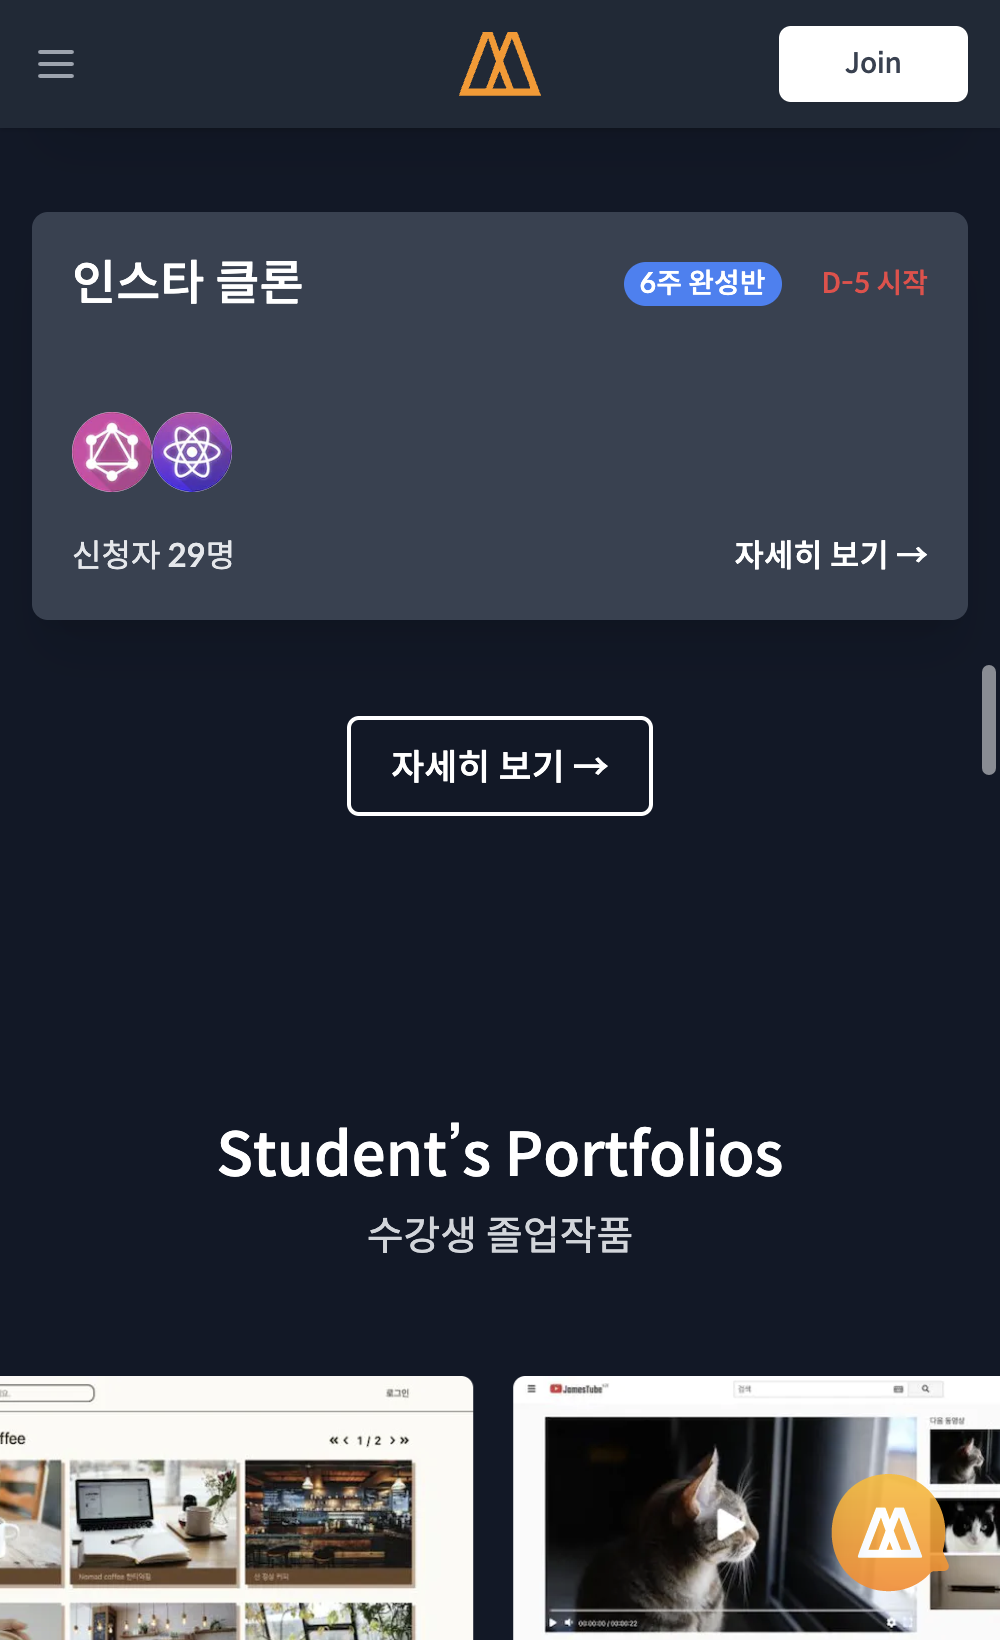 Join
인스타 클론
6주 완성반
D-5 시작
신청자 29명
자세히 보기 →
자세히 보기 →
Student’s Portfolios
수강생 졸업작품
요.
로그인
ffee
« < 1 / 2 > »
Nomad coffee
JamesTube
검색
다음 동영상
00:00:00 / 00:00:22